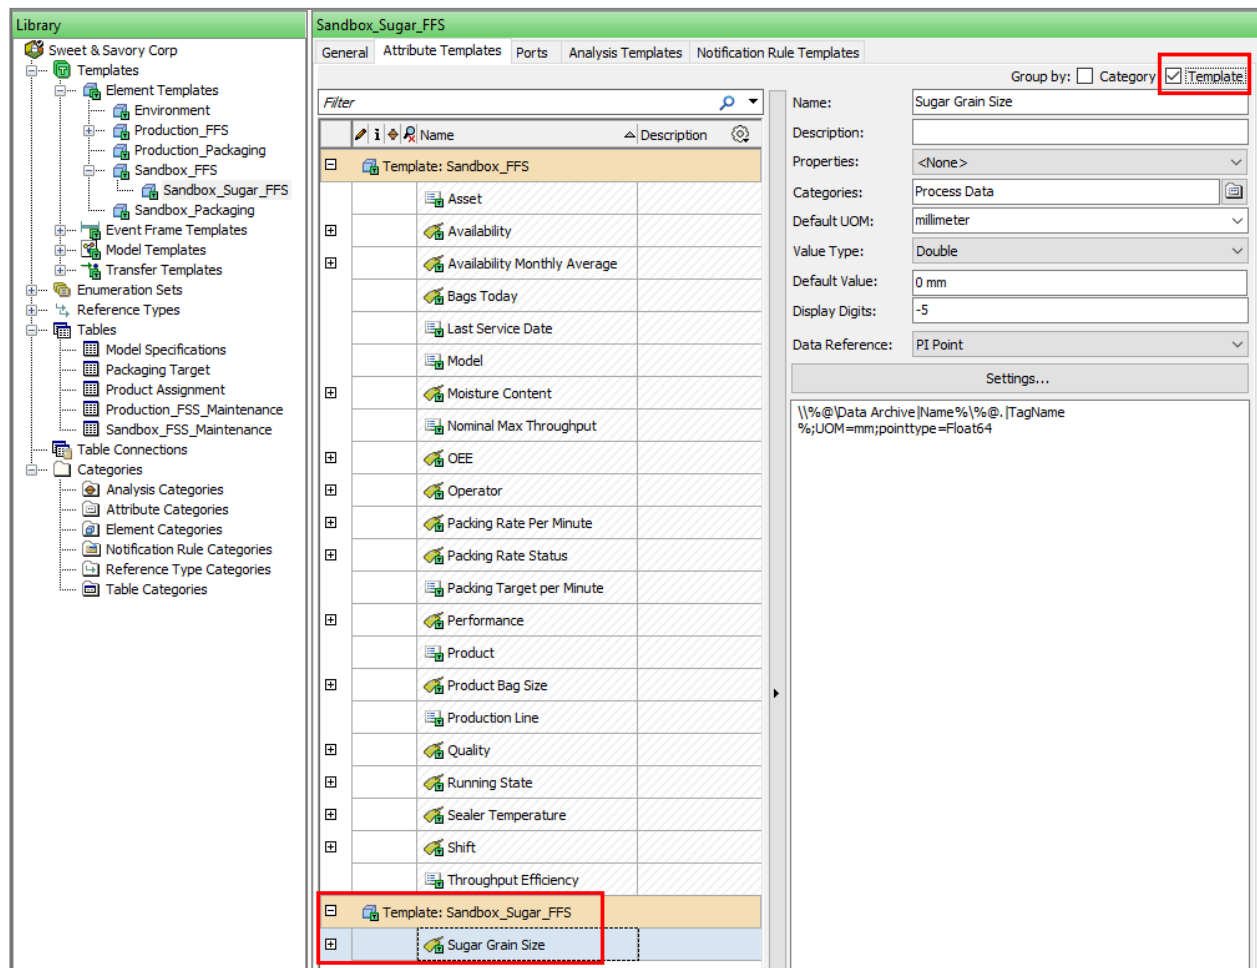 Library
Sweet & Savory Corp
Templates
Element Templates
Environment
Production_FFS
Production_Packaging
Sandbox_FFS
Sandbox_Sugar_FFS
Sandbox_Packaging
Event Frame Templates
Model Templates
Transfer Templates
Enumeration Sets
Reference Types
Tables
Model Specifications
Packaging Target
Product Assignment
Production_FSS_Maintenance
Sandbox_FSS_Maintenance
Table Connections
Categories
Analysis Categories
Attribute Categories
Element Categories
Notification Rule Categories
Reference Type Categories
Table Categories
Sandbox_Sugar_FFS
General Attribute Templates Ports Analysis Templates Notification Rule Templates
Group by: Category Template
Filter
Name Description
Template: Sandbox_FFS
Asset
Availability
Availability Monthly Average
Bags Today
Last Service Date
Model
Moisture Content
Nominal Max Throughput
OEE
Operator
Packing Rate Per Minute
Packing Rate Status
Packing Target per Minute
Performance
Product
Product Bag Size
Production Line
Quality
Running State
Sealer Temperature
Shift
Throughput Efficiency
Template: Sandbox_Sugar_FFS
Sugar Grain Size
Name: Sugar Grain Size
Description:
Properties: <None>
Categories: Process Data
Default UOM: millimeter
Value Type: Double
Default Value: 0 mm
Display Digits: -5
Data Reference: PI Point
Settings...
\\%@\Data Archive|Name%\%@.|TagName
%;UOM=mm;pointtype=Float64